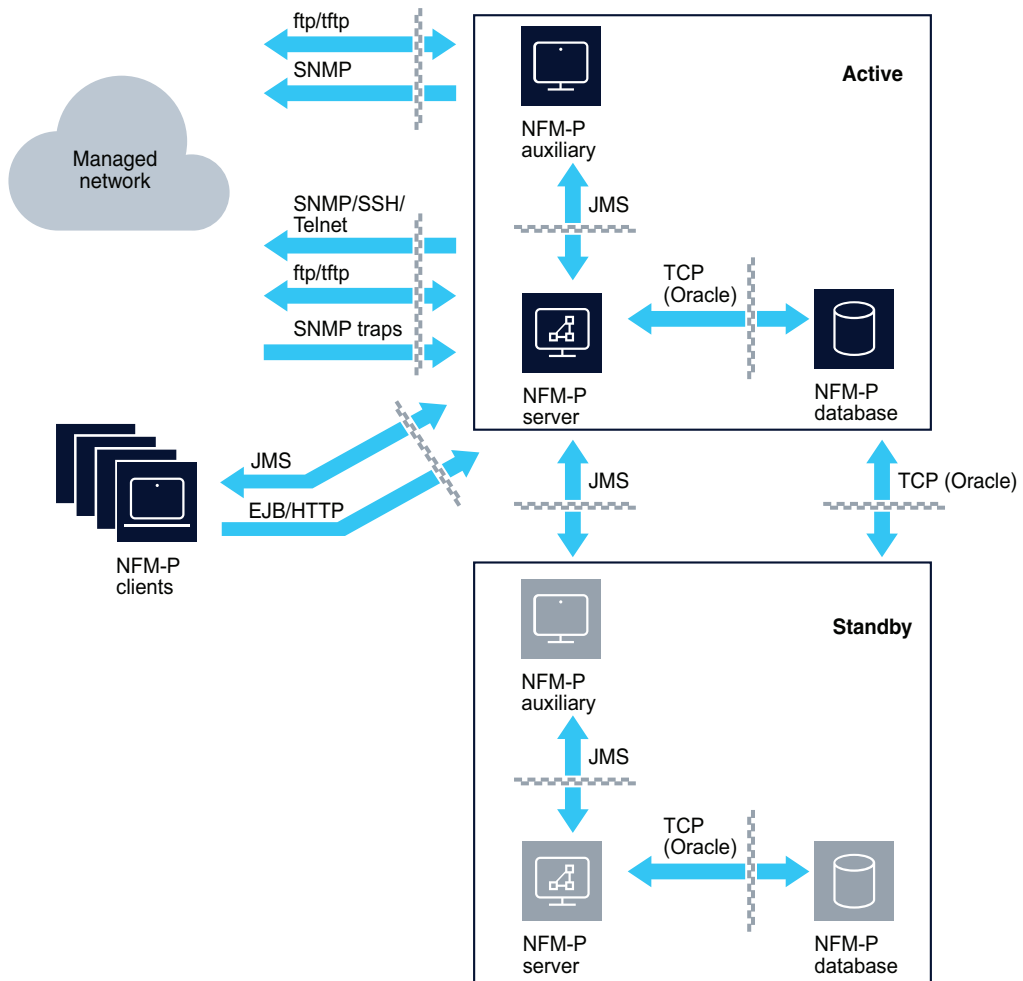 ftp/tftp
SNMP
Active
NFM-P
auxiliary
Managed
network
SNMP/SSH/
Telnet
JMS
ftp/tftp
TCP
(Oracle)
SNMP traps
NFM-P
server
NFM-P
database
JMS
EJB/HTTP
NFM-P
clients
JMS
TCP (Oracle)
Standby
NFM-P
auxiliary
JMS
TCP
(Oracle)
NFM-P
server
NFM-P
database